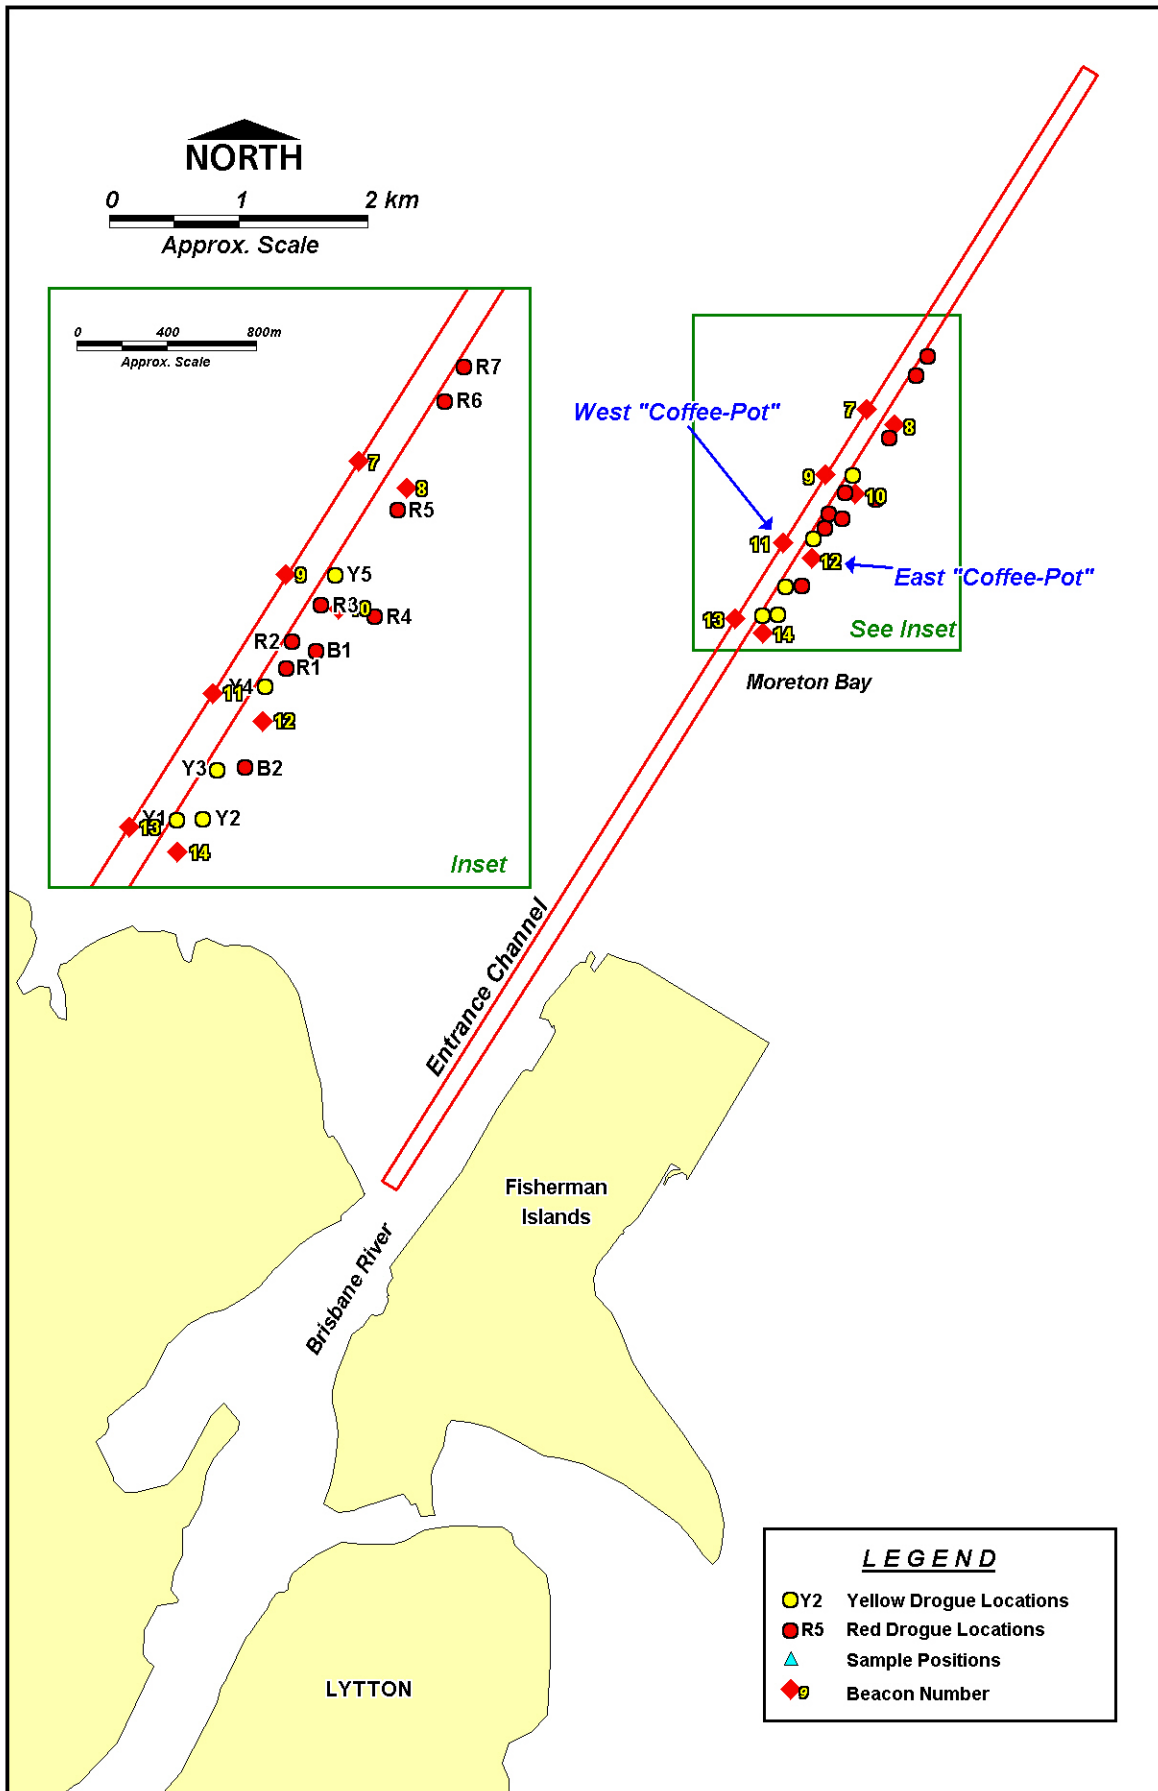 NORTH
0 1 2 km
Approx. Scale
0 400 800m
Approx. Scale
R7
R6
7
8
R5
9
Y5
R3
10
R4
R2
B1
R1
Y4
11
12
Y3
B2
Y1
Y2
13
14
Inset
West "Coffee-Pot"
7
8
9
10
11
12
East "Coffee-Pot"
13
14
See Inset
Moreton Bay
Entrance Channel
Fisherman
Islands
Brisbane River
LYTTON
LEGEND
Y2 Yellow Drogue Locations
R5 Red Drogue Locations
Sample Positions
9 Beacon Number